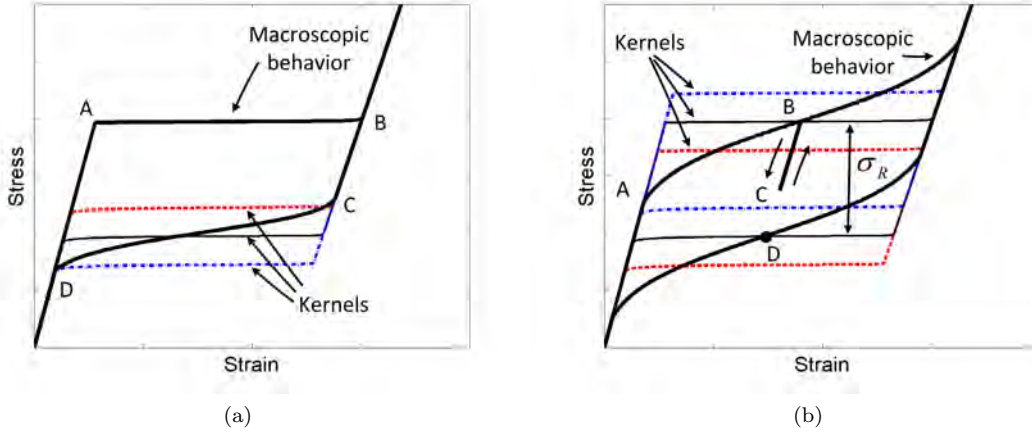 Macroscopic
behavior
A
B
C
D
Kernels
Stress
Strain
(a)
Kernels
Macroscopic
behavior
B
C
σR
A
D
Stress
Strain
(b)